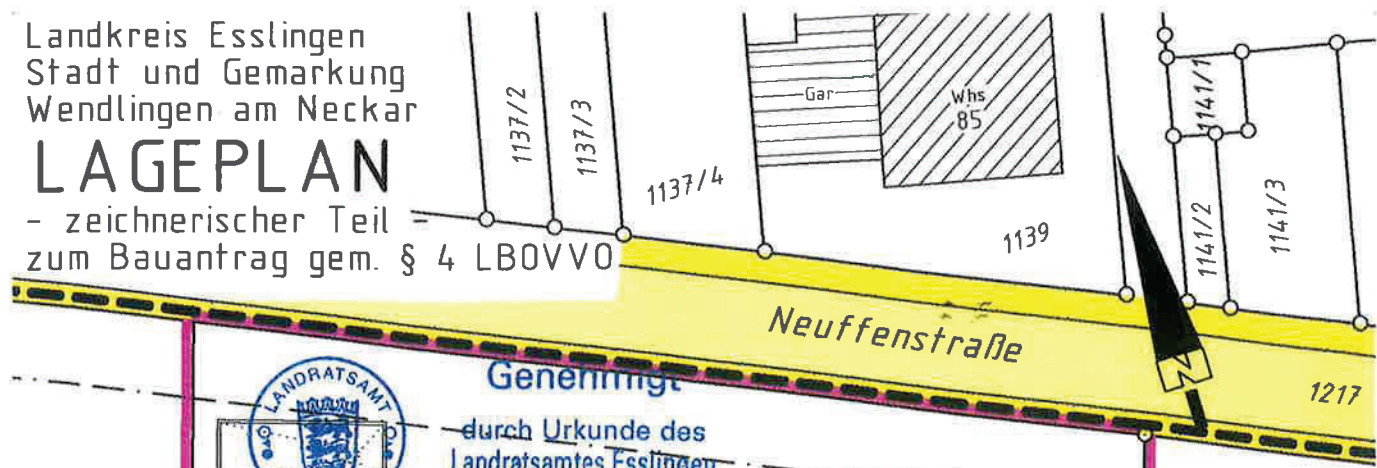 Landkreis Esslingen
Stadt und Gemarkung
Wendlingen am Neckar
LAGEPLAN
- zeichnerischer Teil -
zum Bauantrag gem. § 4 LBOVVO
1137/2
1137/3
1137/4
Gar
Whs
85
1139
1141/1
1141/2
1141/3
Neuffenstraße
1217
N
LANDRATSAMT
Genehmigt
durch Urkunde des
Landratsamtes Esslingen